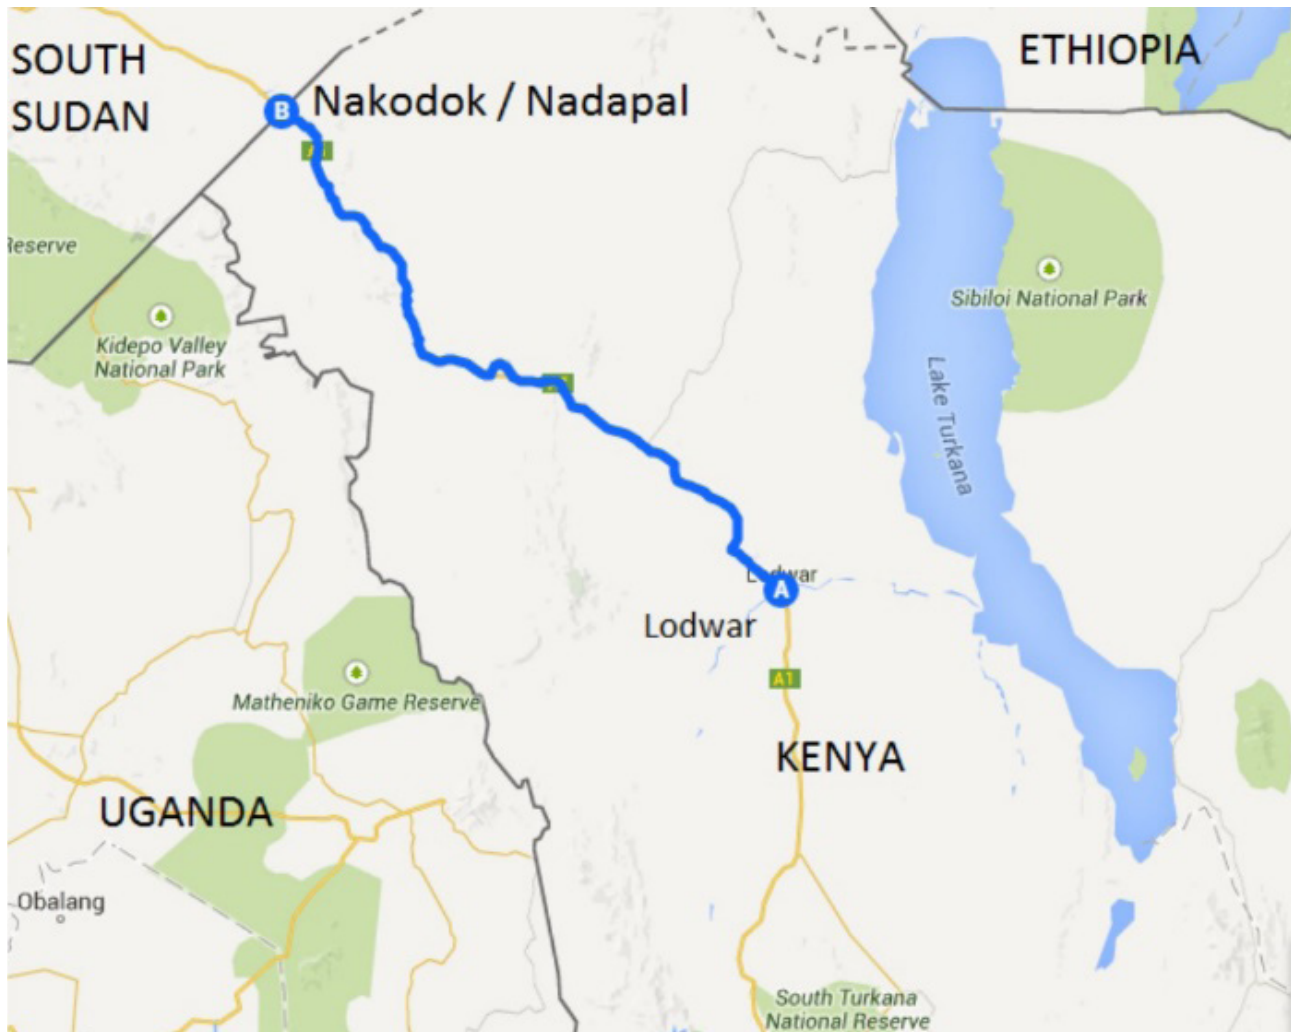 SOUTH
SUDAN
ETHIOPIA
B
Nakodok / Nadapal
Reserve
Sibiloi National Park
Kidepo Valley
National Park
Lake Turkana
Lodwar
A
Lodwar
A1
Matheniko Game Reserve
KENYA
UGANDA
Obalang
South Turkana
National Reserve